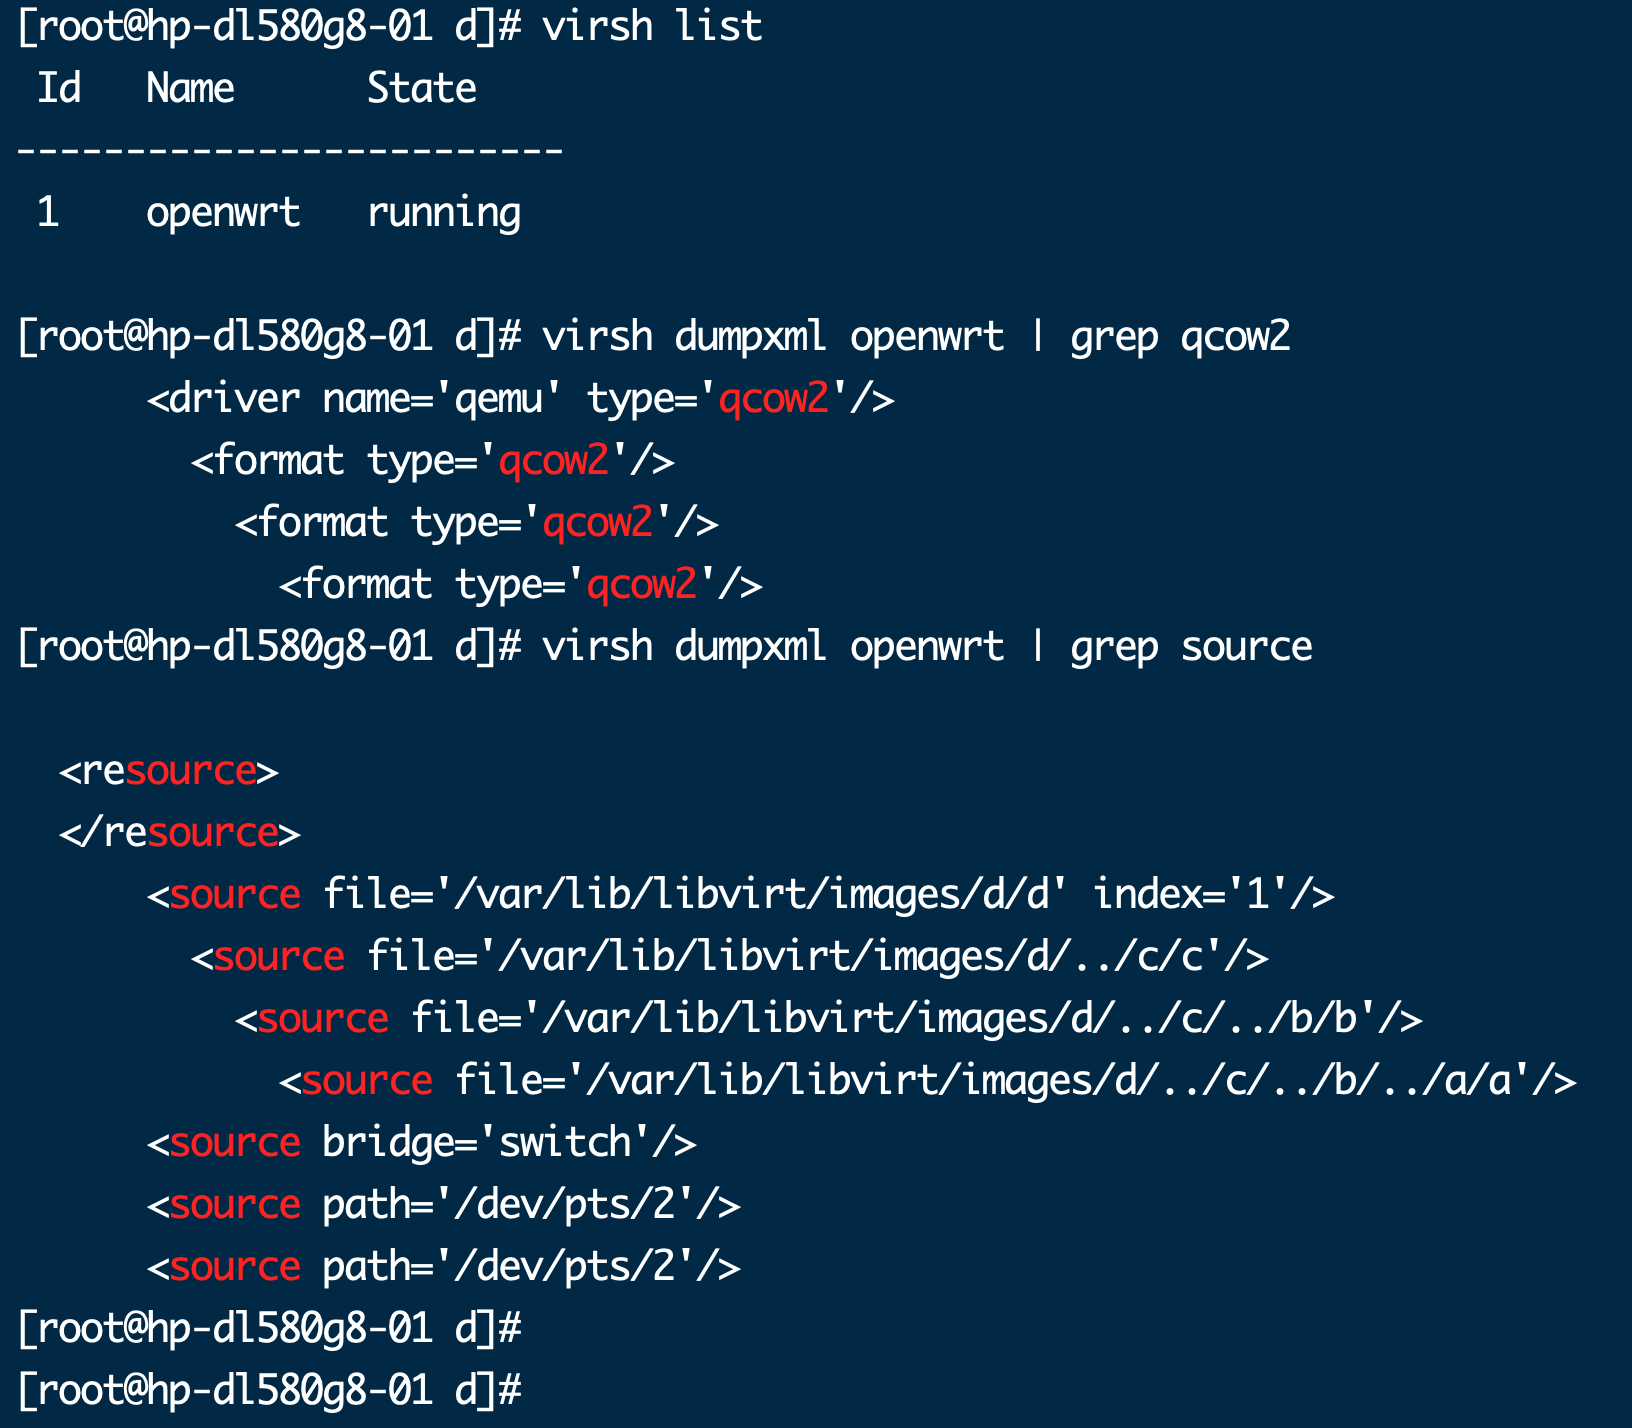 [root@hp-dl580g8-01 d]# virsh list
 Id   Name      State
-------------------------
 1    openwrt   running

[root@hp-dl580g8-01 d]# virsh dumpxml openwrt | grep qcow2
      <driver name='qemu' type='qcow2'/>
        <format type='qcow2'/>
          <format type='qcow2'/>
            <format type='qcow2'/>
[root@hp-dl580g8-01 d]# virsh dumpxml openwrt | grep source

  <resource>
  </resource>
      <source file='/var/lib/libvirt/images/d/d' index='1'/>
        <source file='/var/lib/libvirt/images/d/../c/c'/>
          <source file='/var/lib/libvirt/images/d/../c/../b/b'/>
            <source file='/var/lib/libvirt/images/d/../c/../b/../a/a'/>
      <source bridge='switch'/>
      <source path='/dev/pts/2'/>
      <source path='/dev/pts/2'/>
[root@hp-dl580g8-01 d]#
[root@hp-dl580g8-01 d]#